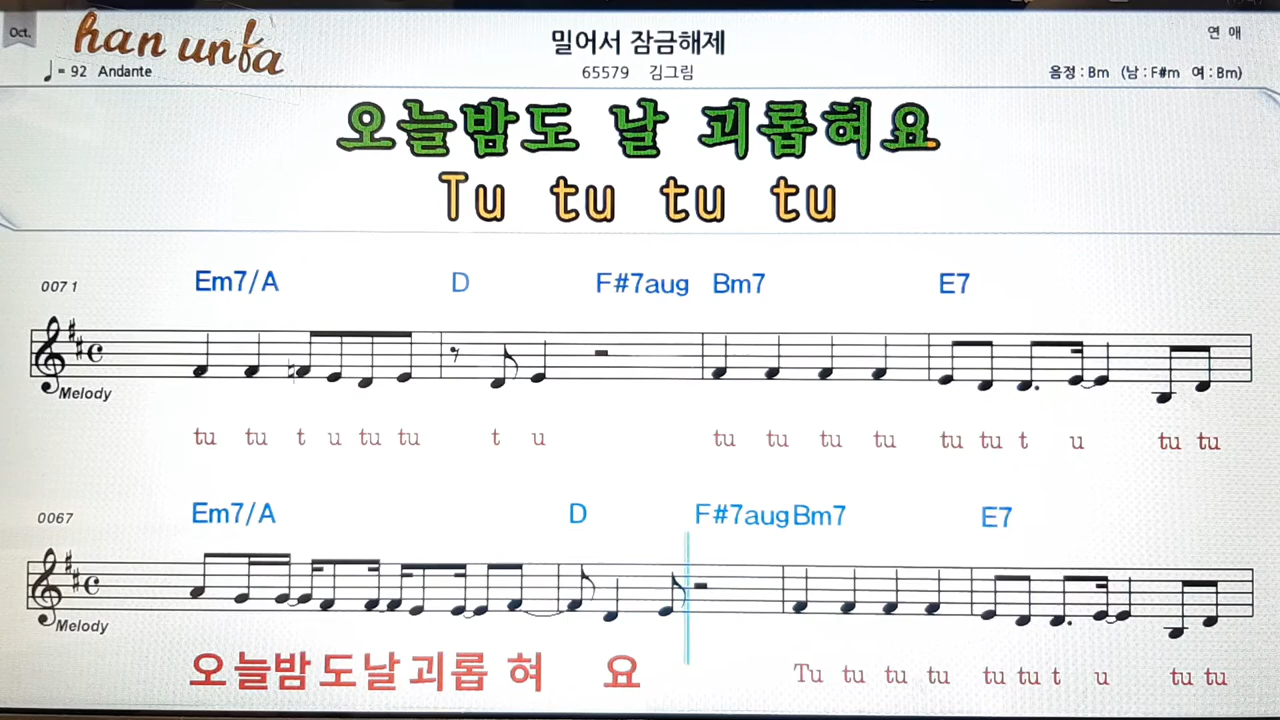 Oct.
han unfa
밀어서 잠금해제
연 애
♩ = 92 Andante
65579 김그림
음정 : Bm (남 : F#m 여 : Bm)
오늘밤도 날 괴롭혀요
Tu tu tu tu
0071
Em7/A D F#7aug Bm7 E7
Melody
tu tu t u tu tu t u tu tu tu tu tu tu t u tu tu
0067
Em7/A D F#7aug Bm7 E7
Melody
오늘밤도날괴롭 혀 요 Tu tu tu tu tu tu t u tu tu